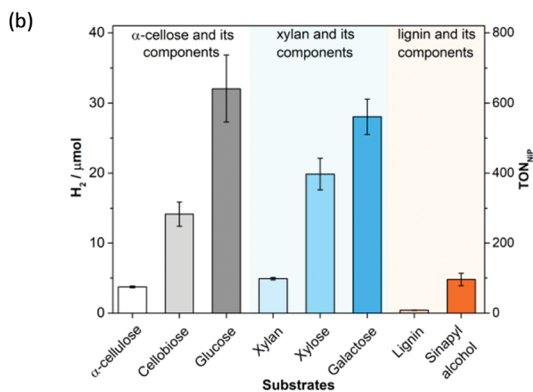 (b)
α-cellose and its components
xylan and its components
lignin and its components
40
30
20
10
0
H₂ / μmol
800
600
400
200
0
TON_NiP
α-cellulose
Cellobiose
Glucose
Xylan
Xylose
Galactose
Lignin
Sinapyl alcohol
Substrates